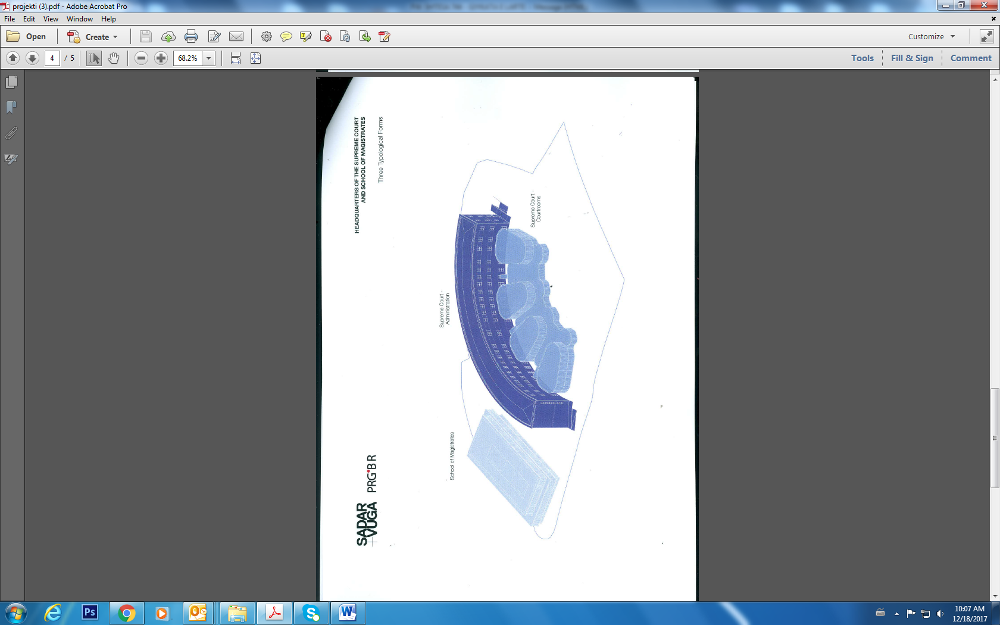 projekti (3).pdf - Adobe Acrobat Pro
File Edit View Window Help
Open
Create
Customize
4 / 5
68.2%
Tools
Fill & Sign
Comment
HEADQUARTERS OF THE SUPREME COURT
AND SCHOOL OF MAGISTRATES
Three Typological Forms
Supreme Court -
Courtrooms
Supreme Court -
Administration
School of Magistrates
SADAR
+VUGA
PRG•BR
Ps
10:07 AM
12/18/2017